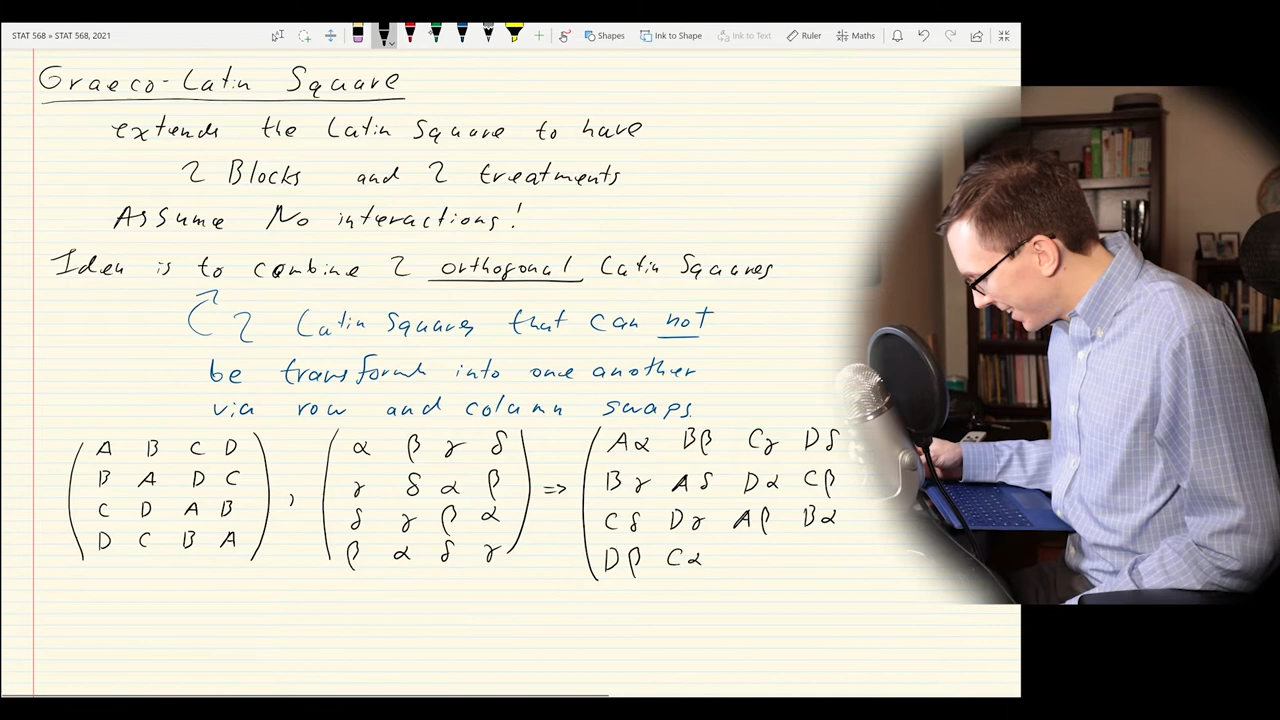 STAT 568 » STAT 568, 2021
Shapes Ink to Shape Ink to Text Ruler Maths
Graeco-Latin Square
extends the Latin Square to have
2 Blocks and 2 treatments
Assume No interactions!
Idea is to combine 2 orthogonal Latin Squares
2 Latin Squares that can not
be transform into one another
via row and column swaps.
A B C D
B A D C
C D A B
D C B A
,
α β γ δ
γ δ α β
δ γ β α
β α δ γ
=>
Aα Bβ Cγ Dδ
Bγ Aδ Dα Cβ
Cδ Dγ Aβ Bα
Dβ Cα